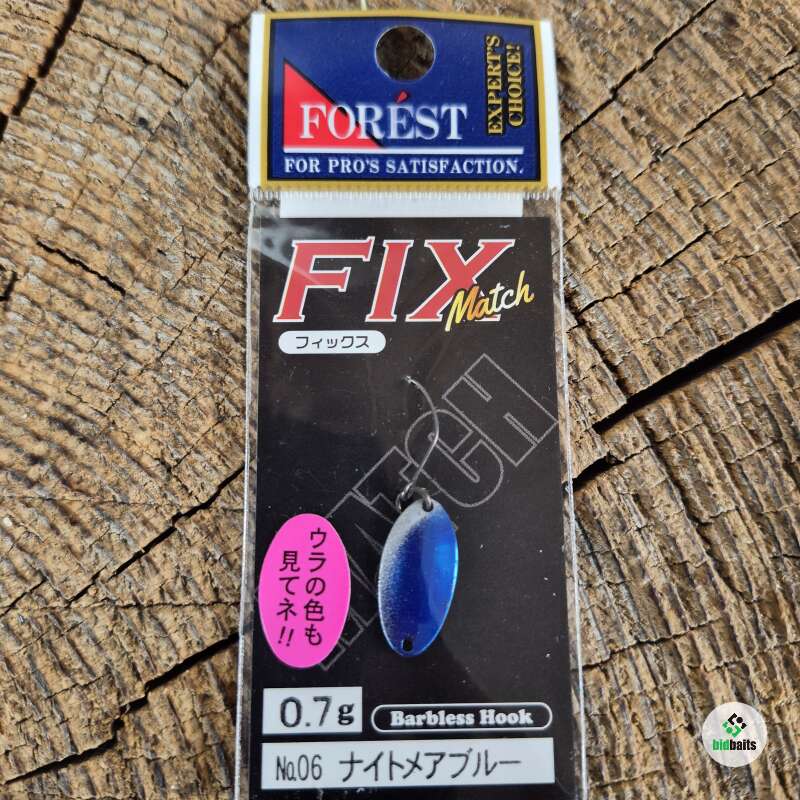 FORÉST
FOR PRO'S SATISFACTION.
EXPERT'S
CHOICE!
FIX
Match
フィックス
MATCH
ウラの色も
見てネ!!
0.7g
Barbless Hook
No.06 ナイトメアブルー
bidbaits